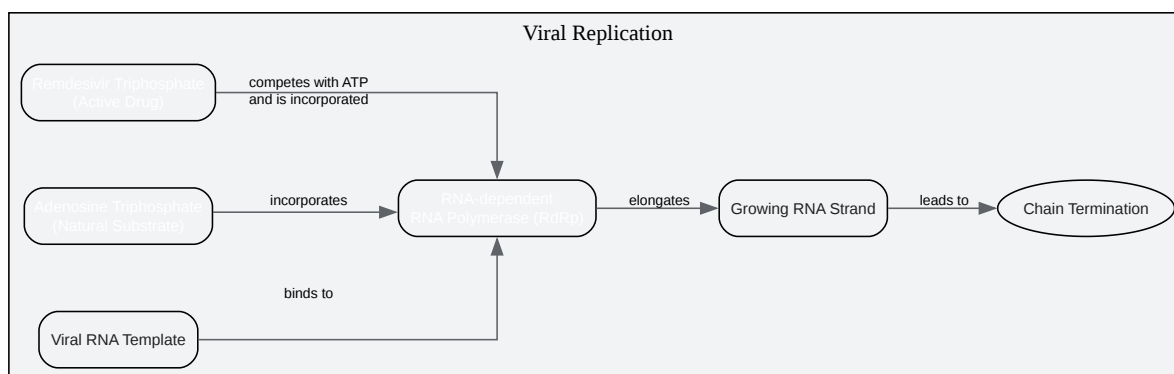 Viral Replication
Remdesivir Triphosphate
(Active Drug)
competes with ATP
and is incorporated
Adenosine Triphosphate
(Natural Substrate)
incorporates
RNA-dependent
RNA Polymerase (RdRp)
elongates
Growing RNA Strand
leads to
Chain Termination
binds to
Viral RNA Template